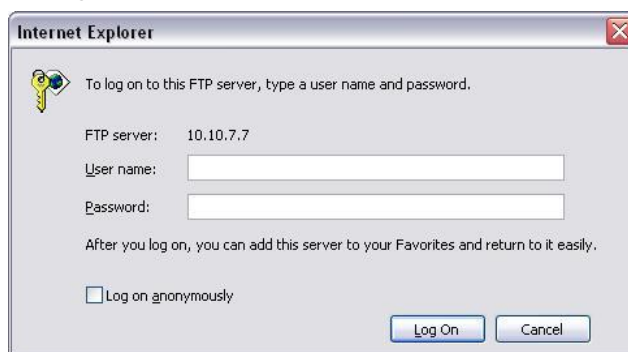 Internet Explorer
To log on to this FTP server, type a user name and password.
FTP server: 10.10.7.7
User name:
Password:
After you log on, you can add this server to your Favorites and return to it easily.
Log on anonymously
Log On Cancel